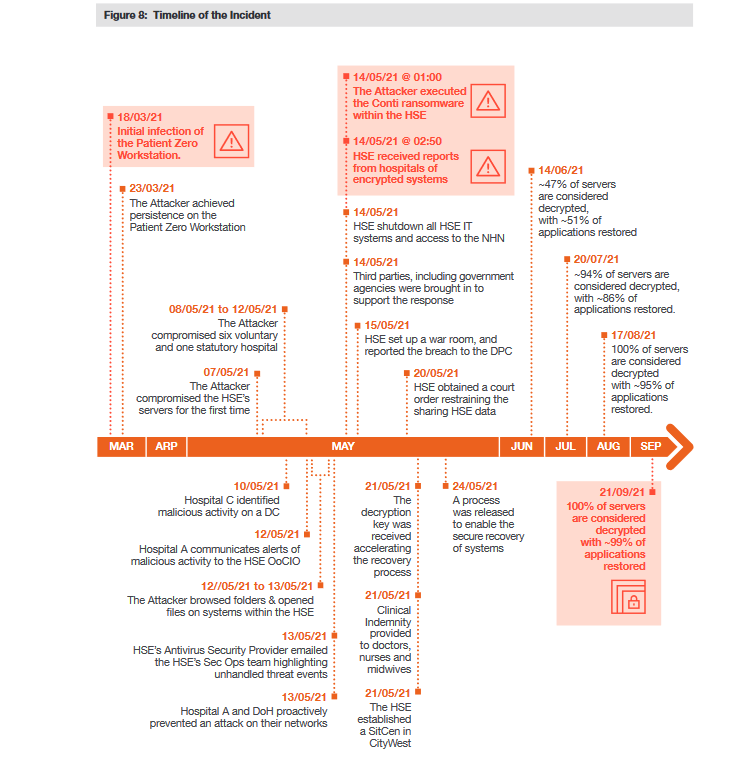 Figure 8: Timeline of the Incident
18/03/21
Initial infection of
the Patient Zero
Workstation.
23/03/21
The Attacker achieved
persistence on the
Patient Zero Workstation
08/05/21 to 12/05/21
The Attacker
compromised six voluntary
and one statutory hospital
07/05/21
The Attacker
compromised the HSE's
servers for the first time
14/05/21 @ 01:00
The Attacker executed
the Conti ransomware
within the HSE
14/05/21 @ 02:50
HSE received reports
from hospitals of
encrypted systems
14/05/21
HSE shutdown all HSE IT
systems and access to the NHN
14/05/21
Third parties, including government
agencies were brought in to
support the response
15/05/21
HSE set up a war room, and
reported the breach to the DPC
20/05/21
HSE obtained a court
order restraining the
sharing HSE data
14/06/21
~47% of servers
are considered
decrypted,
with ~51% of
applications restored
20/07/21
~94% of servers are
considered decrypted,
with ~86% of
applications restored.
17/08/21
100% of servers
are considered
decrypted
with ~95% of
applications
restored.
MAR ARP MAY JUN JUL AUG SEP
10/05/21
Hospital C identified
malicious activity on a DC
12/05/21
Hospital A communicates alerts of
malicious activity to the HSE OoCIO
12//05/21 to 13/05/21
The Attacker browsed folders & opened
files on systems within the HSE
13/05/21
HSE's Antivirus Security Provider emailed
the HSE's Sec Ops team highlighting
unhandled threat events
13/05/21
Hospital A and DoH proactively
prevented an attack on their networks
21/05/21
The
decryption
key was
received
accelerating
the recovery
process
21/05/21
Clinical
Indemnity
provided
to doctors,
nurses and
midwives
21/05/21
The HSE
established
a SitCen in
CityWest
24/05/21
A process
was released
to enable the
secure recovery
of systems
21/09/21
100% of servers
are considered
decrypted
with ~99% of
applications
restored